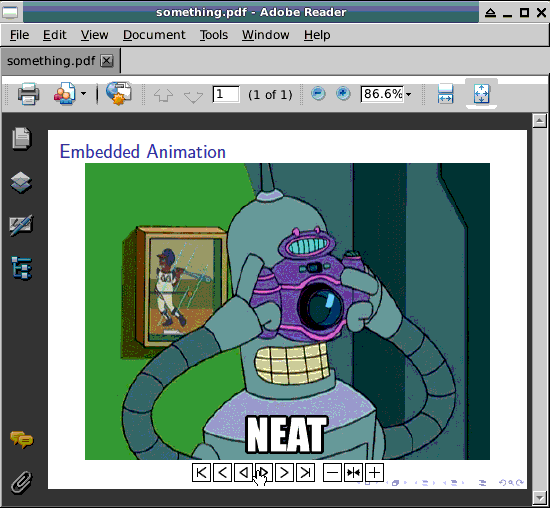 something.pdf - Adobe Reader
File Edit View Document Tools Window Help
something.pdf
1 (1 of 1) 86.6%
Embedded Animation
NEAT